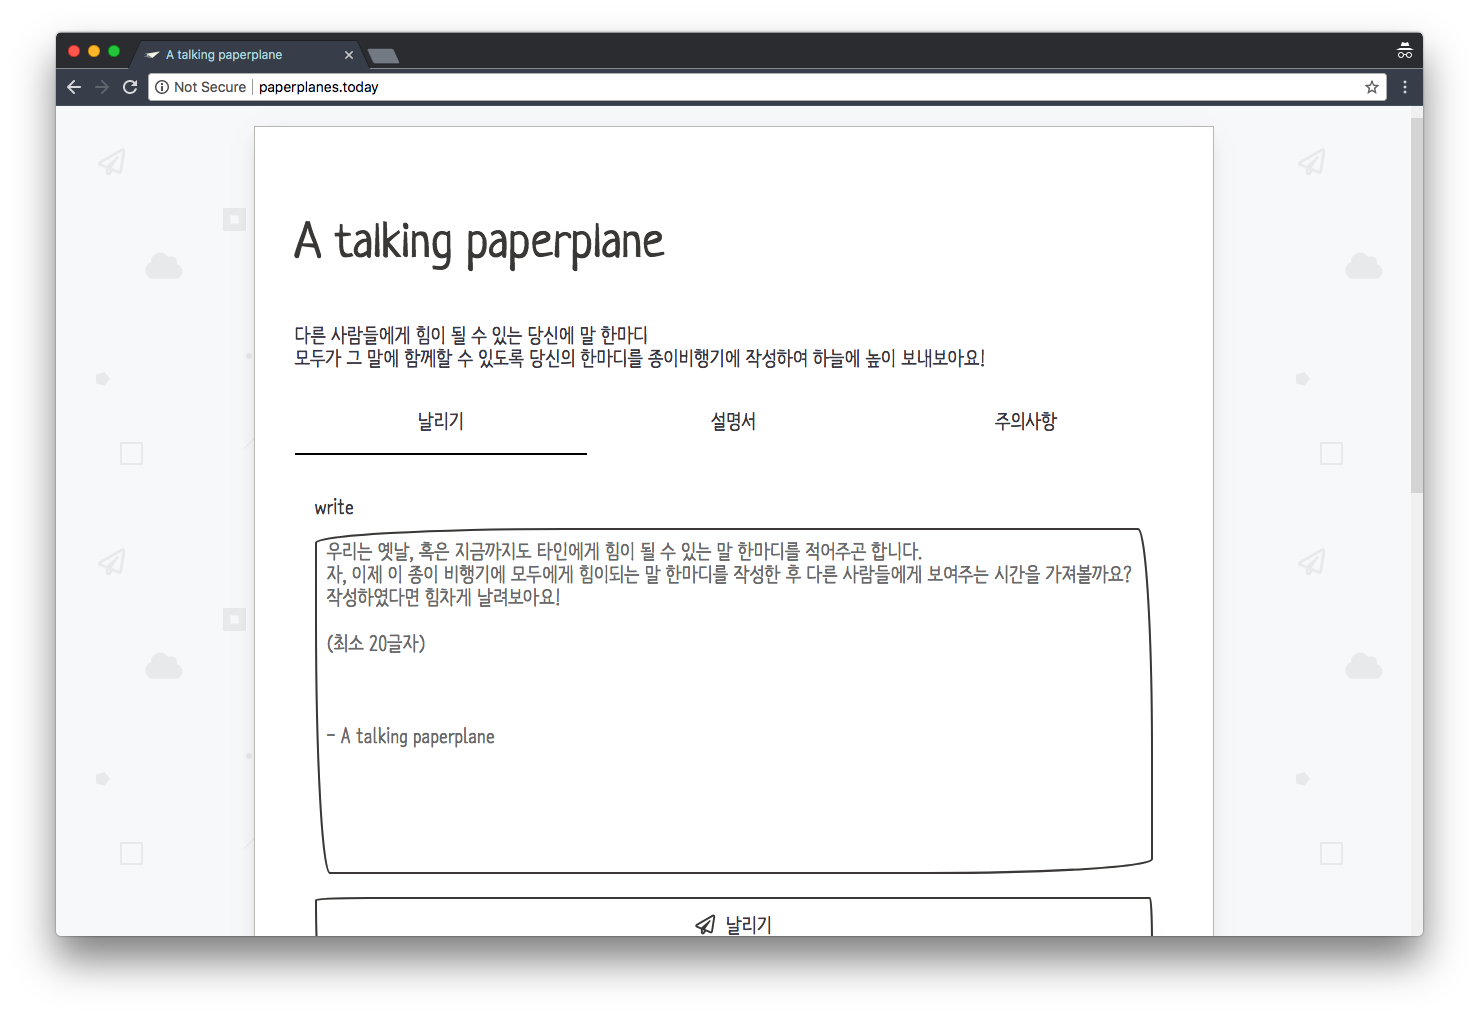 A talking paperplane
Not Secure
paperplanes.today
A talking paperplane
다른 사람들에게 힘이 될 수 있는 당신에 말 한마디
모두가 그 말에 함께할 수 있도록 당신의 한마디를 종이비행기에 작성하여 하늘에 높이 보내보아요!
날리기
설명서
주의사항
write
우리는 옛날, 혹은 지금까지도 타인에게 힘이 될 수 있는 말 한마디를 적어주곤 합니다.
자, 이제 이 종이 비행기에 모두에게 힘이되는 말 한마디를 작성한 후 다른 사람들에게 보여주는 시간을 가져볼까요?
작성하였다면 힘차게 날려보아요!
(최소 20글자)
- A talking paperplane
날리기